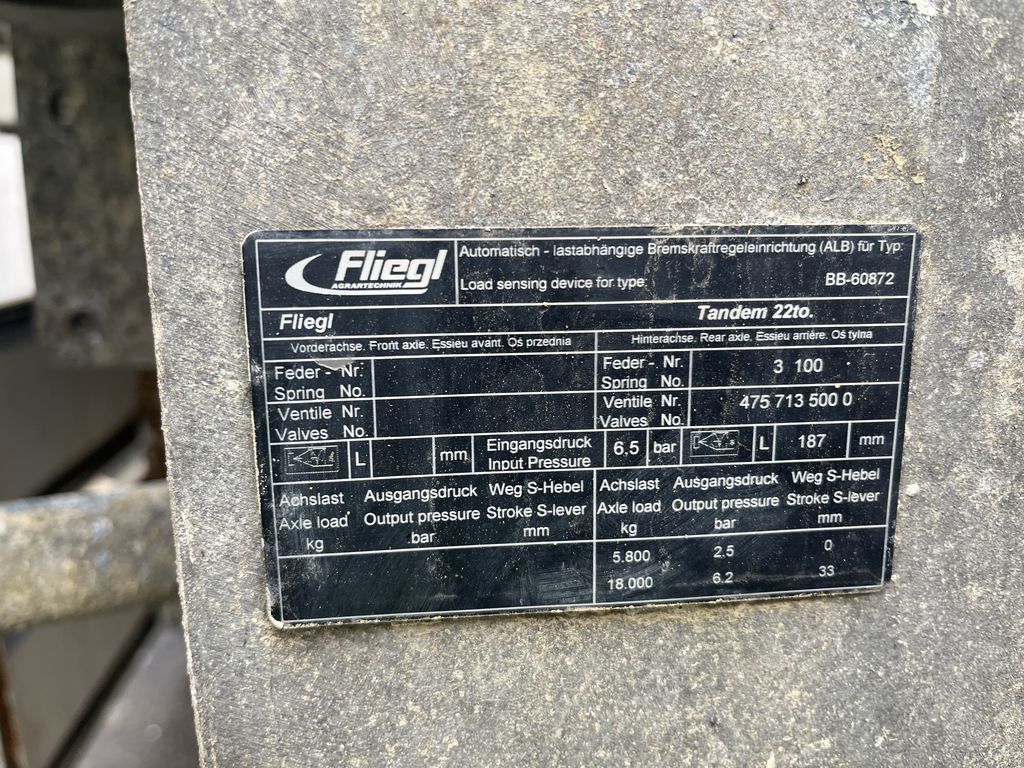 Fliegl
AGRARTECHNIK
Automatisch - lastabhängige Bremskraftregeleinrichtung (ALB) für Typ:
Load sensing device for type: BB-60872
Fliegl Tandem 22to.
Vorderachse. Front axie. Essieu avant. Oś przednia
Hinterachse. Rear axie. Essieu arriére. Oś tylna
Feder - Nr.
Spring No.
Feder - Nr. 3 100
Spring No.
Ventile Nr.
Valves No.
Ventile Nr. 475 713 500 0
Valves No.
L mm Eingangsdruck 6.5 bar L 187 mm
Input Pressure
Achslast Ausgangsdruck Weg S-Hebel
Axle load Output pressure Stroke S-lever
kg bar mm
Achslast Ausgangsdruck Weg S-Hebel
Axle load Output pressure Stroke S-lever
kg bar mm
5.800 2.5 0
18.000 6.2 33